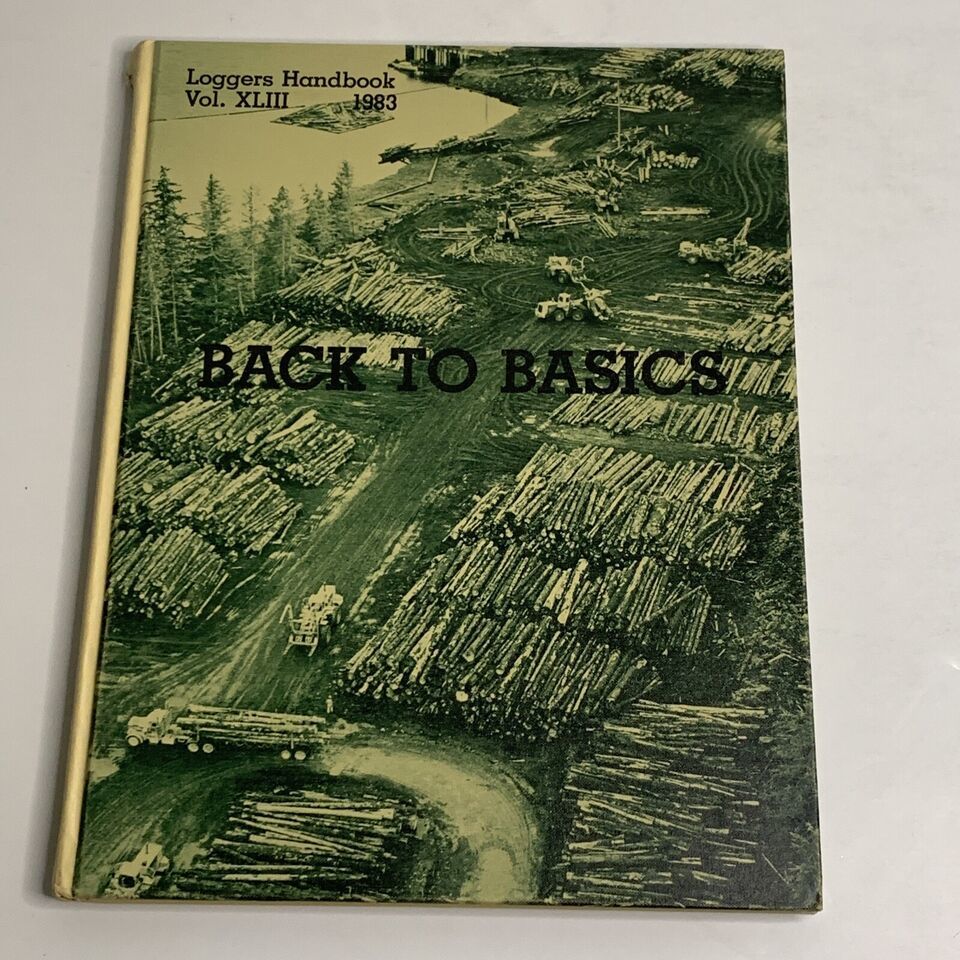 Loggers Handbook
Vol. XLIII 1983
BACK TO BASICS